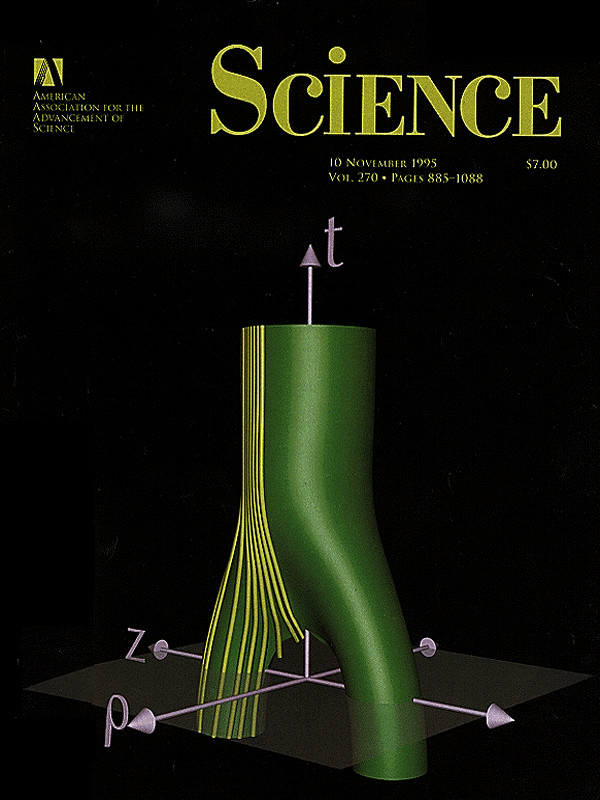 American
Association for the
Advancement of
Science
Science
10 November 1995
$7.00
Vol. 270 • Pages 885–1088
t
z
ρ